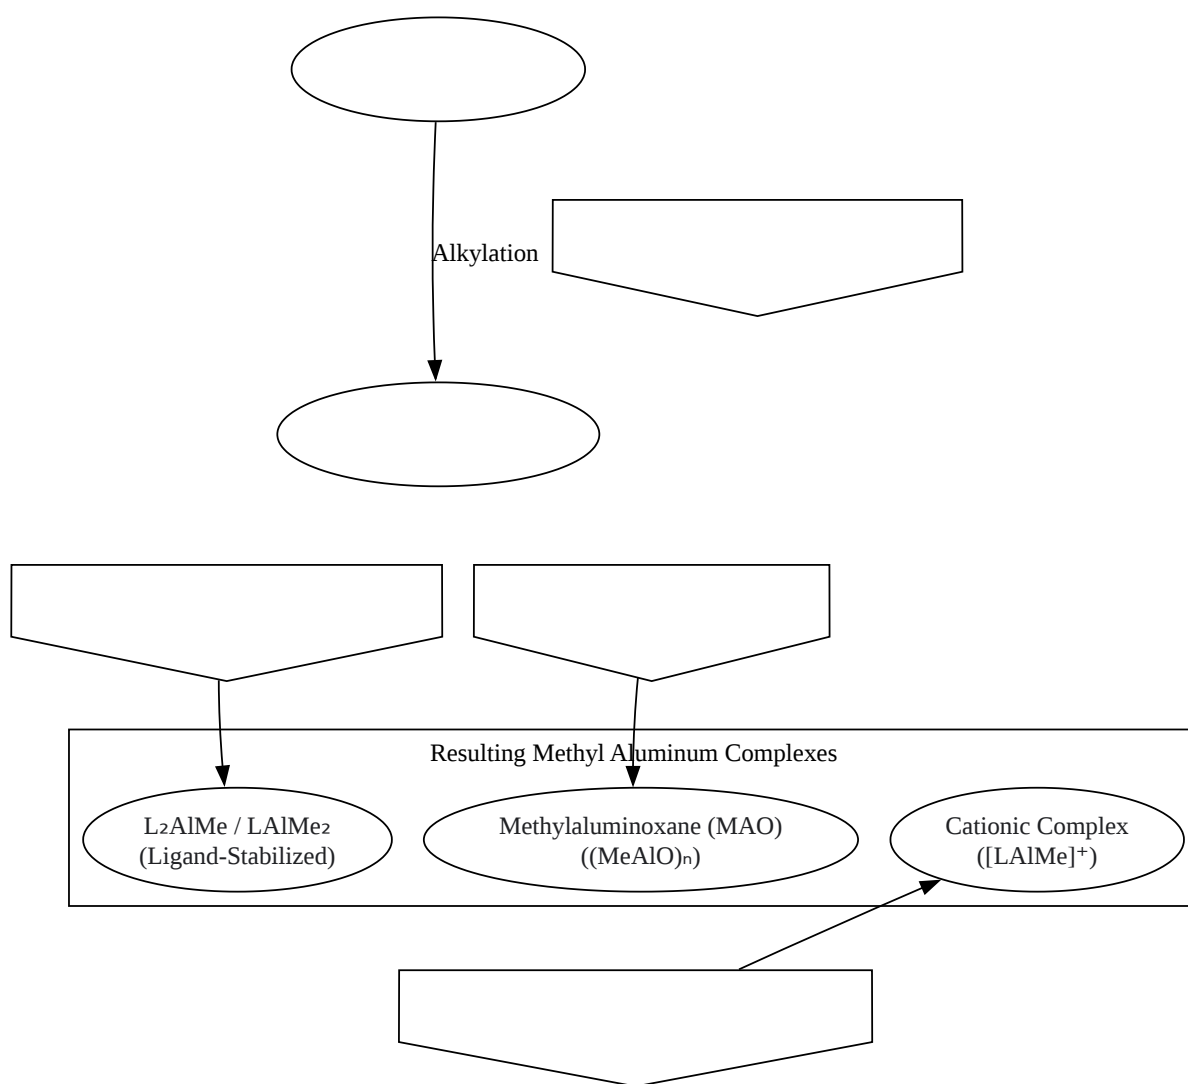 Alkylation
Resulting Methyl Aluminum Complexes
L₂AlMe / LAlMe₂
(Ligand-Stabilized)
Methylaluminoxane (MAO)
((MeAlO)ₙ)
Cationic Complex
([LAlMe]⁺)